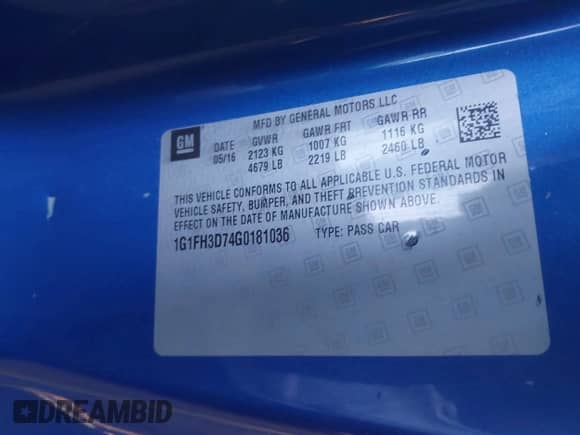 MFD BY GENERAL MOTORS LLC
GM DATE GVWR GAWR FRT GAWR RR
05/16 2123 KG 1007 KG 1116 KG
4679 LB 2219 LB 2460 LB
THIS VEHICLE CONFORMS TO ALL APPLICABLE U.S. FEDERAL MOTOR
VEHICLE SAFETY, BUMPER, AND THEFT PREVENTION STANDARDS IN
EFFECT ON THE DATE OF MANUFACTURE SHOWN ABOVE.
1G1FH3D74G0181036 TYPE: PASS CAR
DREAMBID